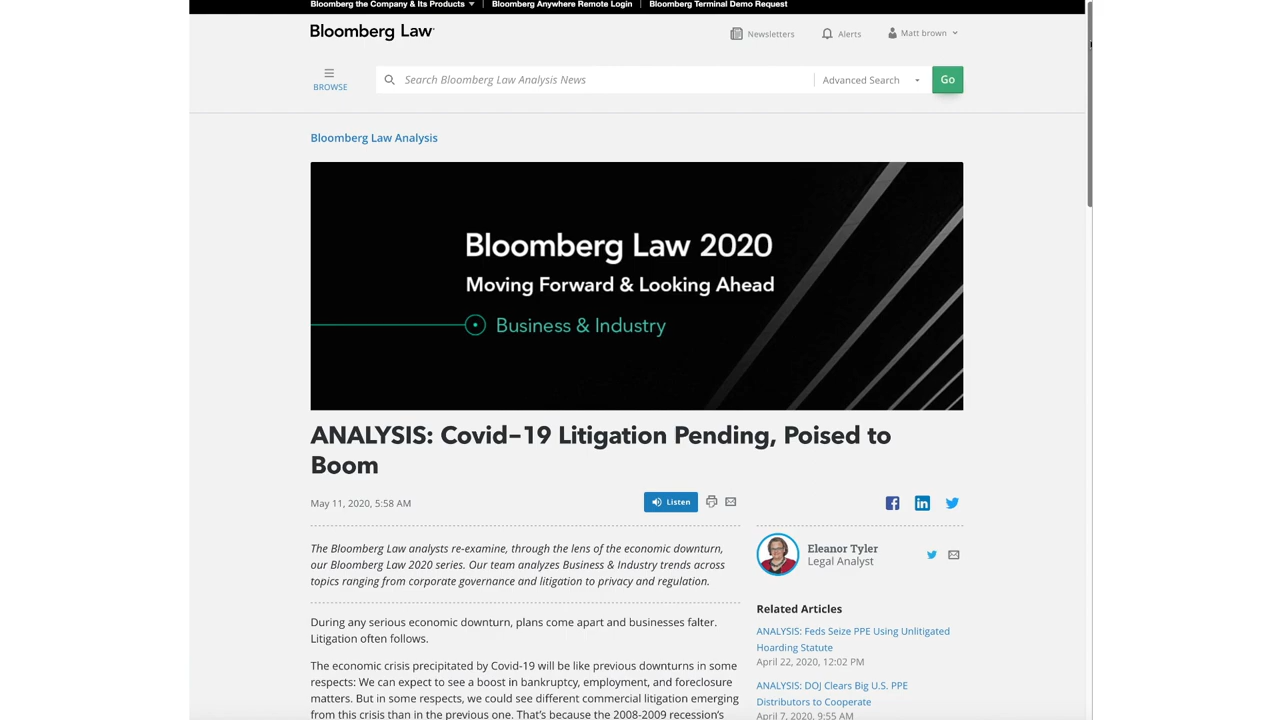 Bloomberg the Company & Its Products
Bloomberg Anywhere Remote Login
Bloomberg Terminal Demo Request
Bloomberg Law
Newsletters
Alerts
Matt brown
BROWSE
Search Bloomberg Law Analysis News
Advanced Search
Go
Bloomberg Law Analysis
Bloomberg Law 2020
Moving Forward & Looking Ahead
Business & Industry
ANALYSIS: Covid–19 Litigation Pending, Poised to
Boom
May 11, 2020, 5:58 AM
Listen
The Bloomberg Law analysts re-examine, through the lens of the economic downturn,
our Bloomberg Law 2020 series. Our team analyzes Business & Industry trends across
topics ranging from corporate governance and litigation to privacy and regulation.
During any serious economic downturn, plans come apart and businesses falter.
Litigation often follows.
The economic crisis precipitated by Covid-19 will be like previous downturns in some
respects: We can expect to see a boost in bankruptcy, employment, and foreclosure
matters. But in some respects, we could see different commercial litigation emerging
from this crisis than in the previous one. That's because the 2008-2009 recession's
Eleanor Tyler
Legal Analyst
Related Articles
ANALYSIS: Feds Seize PPE Using Unlitigated
Hoarding Statute
April 22, 2020, 12:02 PM
ANALYSIS: DOJ Clears Big U.S. PPE
Distributors to Cooperate
April 7, 2020, 9:55 AM